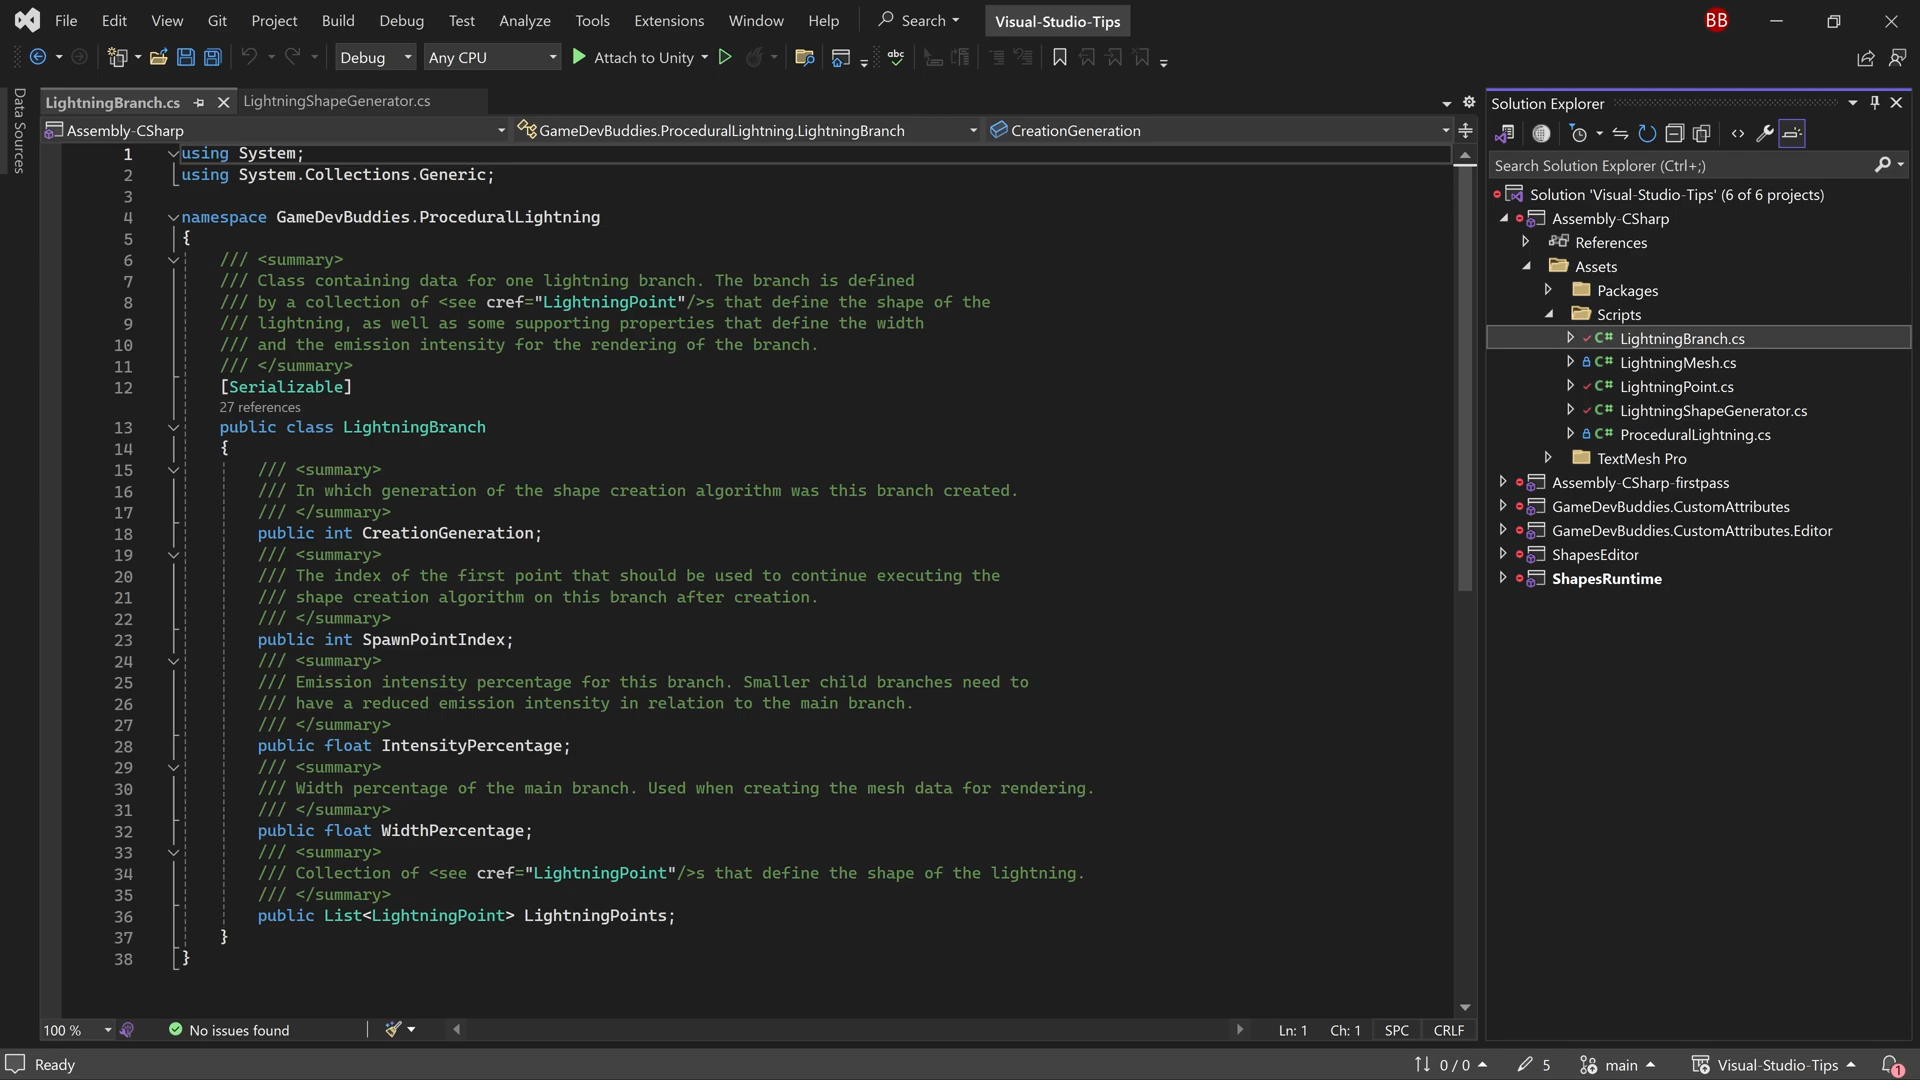 File Edit View Git Project Build Debug Test Analyze Tools Extensions Window Help Search Visual-Studio-Tips BB
Debug Any CPU Attach to Unity abc
Data Sources
LightningBranch.cs LightningShapeGenerator.cs
Assembly-CSharp GameDevBuddies.ProceduralLightning.LightningBranch CreationGeneration
1 using System;
2 using System.Collections.Generic;
3
4 namespace GameDevBuddies.ProceduralLightning
5 {
6 /// <summary>
7 /// Class containing data for one lightning branch. The branch is defined
8 /// by a collection of <see cref="LightningPoint"/>s that define the shape of the
9 /// lightning, as well as some supporting properties that define the width
10 /// and the emission intensity for the rendering of the branch.
11 /// </summary>
12 [Serializable]
27 references
13 public class LightningBranch
14 {
15 /// <summary>
16 /// In which generation of the shape creation algorithm was this branch created.
17 /// </summary>
18 public int CreationGeneration;
19 /// <summary>
20 /// The index of the first point that should be used to continue executing the
21 /// shape creation algorithm on this branch after creation.
22 /// </summary>
23 public int SpawnPointIndex;
24 /// <summary>
25 /// Emission intensity percentage for this branch. Smaller child branches need to
26 /// have a reduced emission intensity in relation to the main branch.
27 /// </summary>
28 public float IntensityPercentage;
29 /// <summary>
30 /// Width percentage of the main branch. Used when creating the mesh data for rendering.
31 /// </summary>
32 public float WidthPercentage;
33 /// <summary>
34 /// Collection of <see cref="LightningPoint"/>s that define the shape of the lightning.
35 /// </summary>
36 public List<LightningPoint> LightningPoints;
37 }
38 }
100 % No issues found Ln: 1 Ch: 1 SPC CRLF
Solution Explorer
Search Solution Explorer (Ctrl+;)
Solution 'Visual-Studio-Tips' (6 of 6 projects)
Assembly-CSharp
References
Assets
Packages
Scripts
C# LightningBranch.cs
C# LightningMesh.cs
C# LightningPoint.cs
C# LightningShapeGenerator.cs
C# ProceduralLightning.cs
TextMesh Pro
Assembly-CSharp-firstpass
GameDevBuddies.CustomAttributes
GameDevBuddies.CustomAttributes.Editor
ShapesEditor
ShapesRuntime
Ready 0 / 0 5 main Visual-Studio-Tips 1